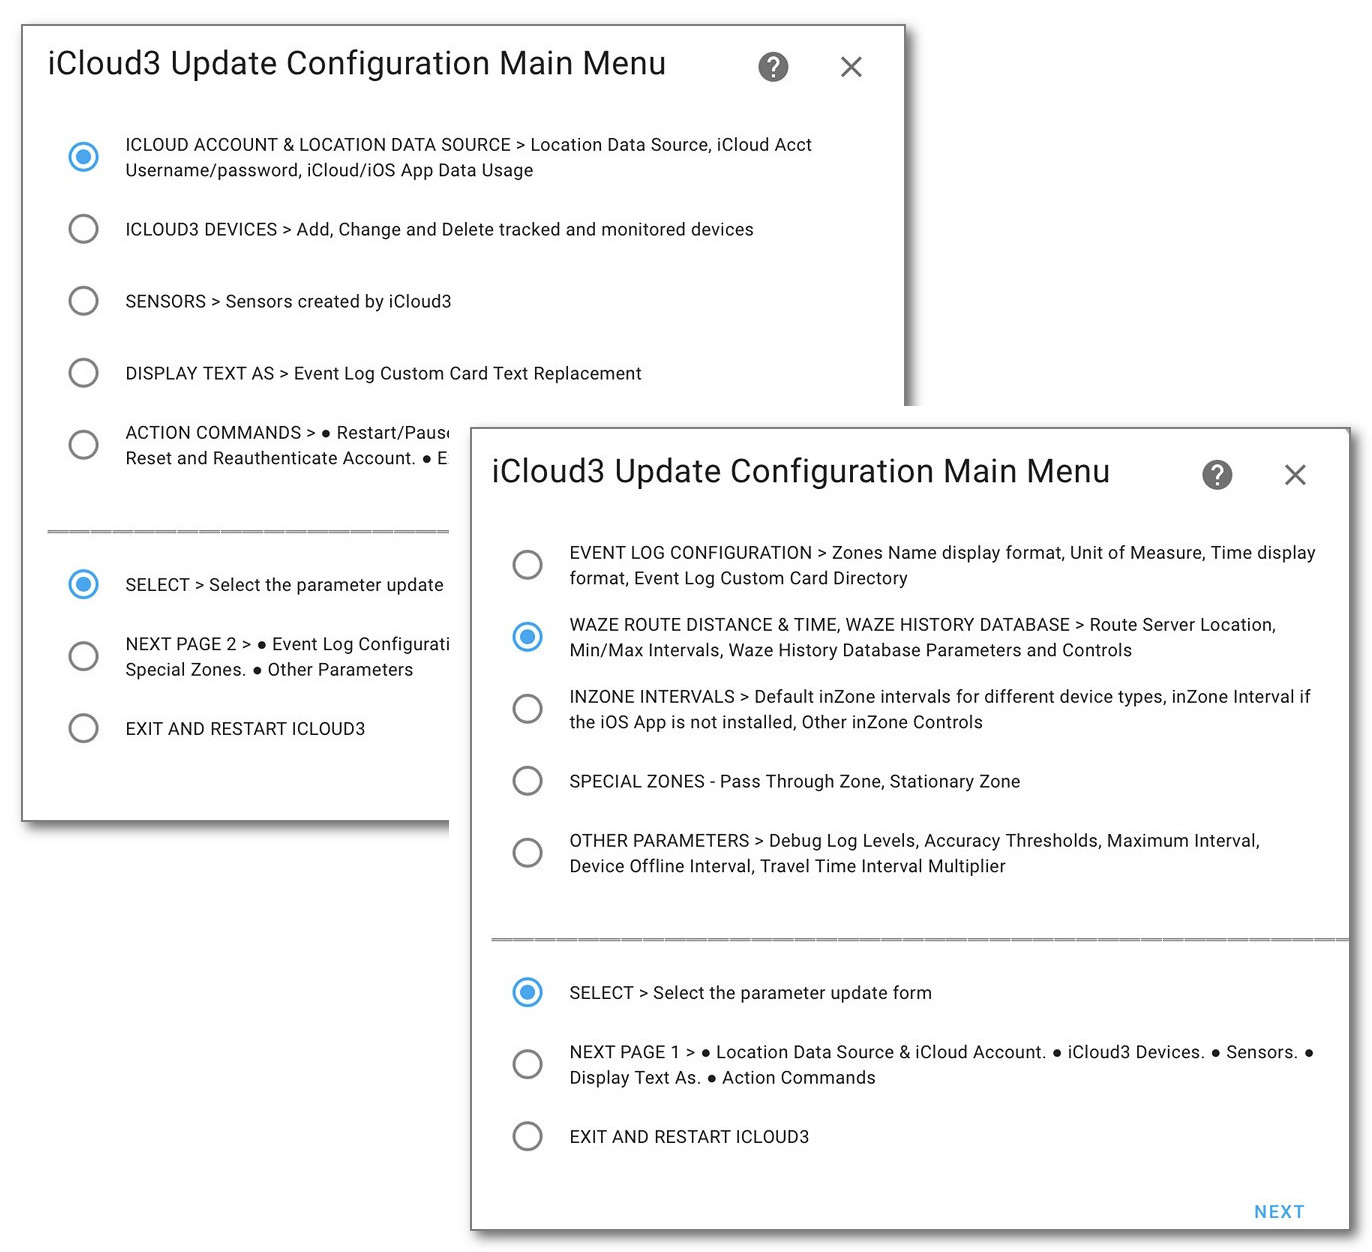 iCloud3 Update Configuration Main Menu
ICLOUD ACCOUNT & LOCATION DATA SOURCE > Location Data Source, iCloud Acct
Username/password, iCloud/iOS App Data Usage
ICLOUD3 DEVICES > Add, Change and Delete tracked and monitored devices
SENSORS > Sensors created by iCloud3
DISPLAY TEXT AS > Event Log Custom Card Text Replacement
ACTION COMMANDS > ● Restart/Pause
Reset and Reauthenticate Account. ● E
SELECT > Select the parameter update
NEXT PAGE 2 > ● Event Log Configurati
Special Zones. ● Other Parameters
EXIT AND RESTART ICLOUD3
iCloud3 Update Configuration Main Menu
EVENT LOG CONFIGURATION > Zones Name display format, Unit of Measure, Time display
format, Event Log Custom Card Directory
WAZE ROUTE DISTANCE & TIME, WAZE HISTORY DATABASE > Route Server Location,
Min/Max Intervals, Waze History Database Parameters and Controls
INZONE INTERVALS > Default inZone intervals for different device types, inZone Interval if
the iOS App is not installed, Other inZone Controls
SPECIAL ZONES - Pass Through Zone, Stationary Zone
OTHER PARAMETERS > Debug Log Levels, Accuracy Thresholds, Maximum Interval,
Device Offline Interval, Travel Time Interval Multiplier
SELECT > Select the parameter update form
NEXT PAGE 1 > ● Location Data Source & iCloud Account. ● iCloud3 Devices. ● Sensors. ●
Display Text As. ● Action Commands
EXIT AND RESTART ICLOUD3
NEXT